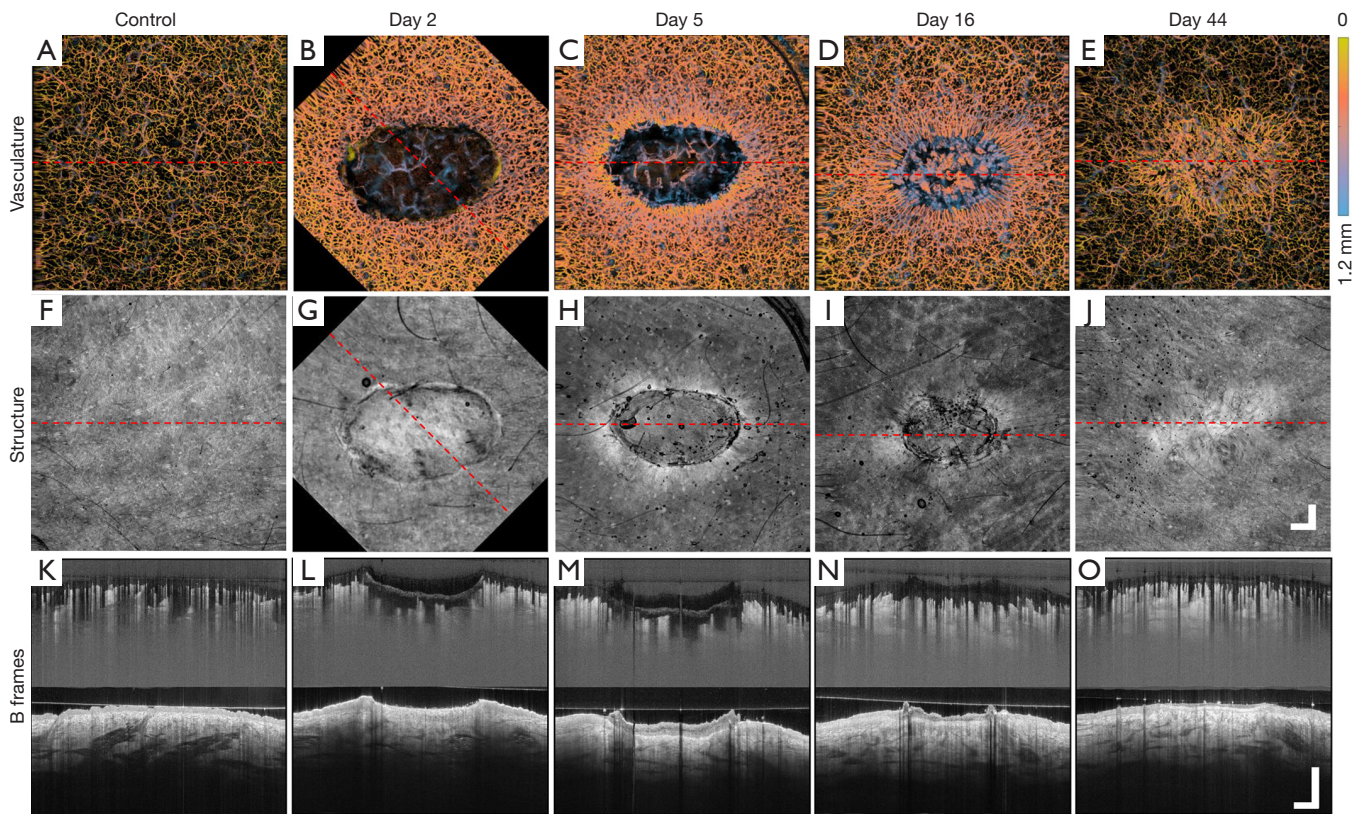 Control
Day 2
Day 5
Day 16
Day 44
0
A
B
C
D
E
Vasculature
1.2 mm
F
G
H
I
J
Structure
K
L
M
N
O
B frames